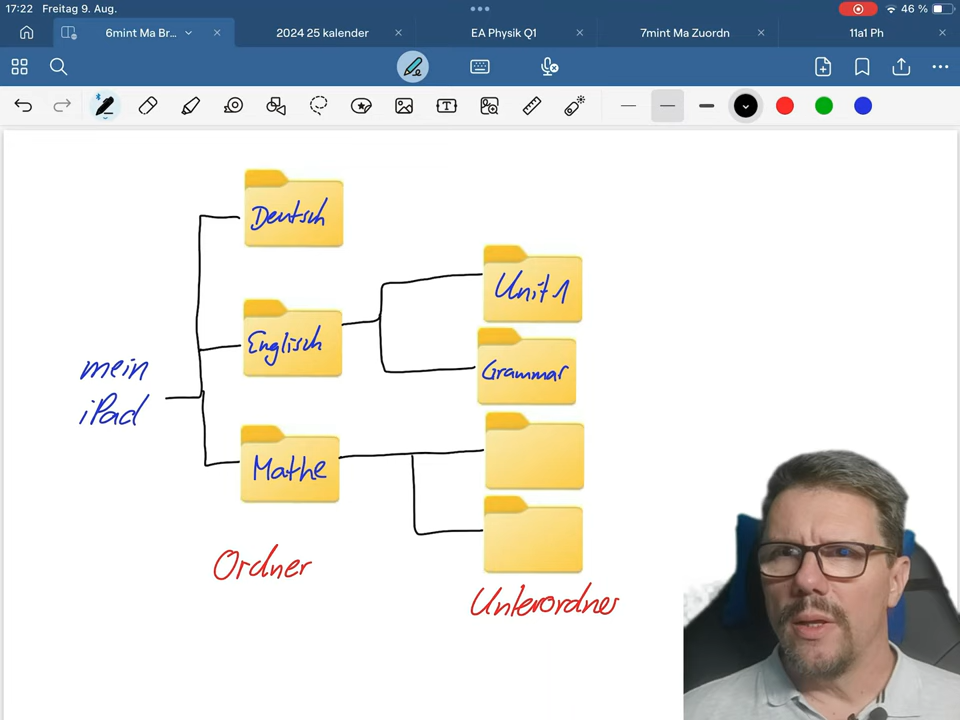 17:22 Freitag 9. Aug.
46 %
6mint Ma Br...
2024 25 kalender
EA Physik Q1
7mint Ma Zuordn
11a1 Ph
Deutsch
Unit 1
Englisch
mein
iPad
Grammar
Mathe
Ordner
Unterordner